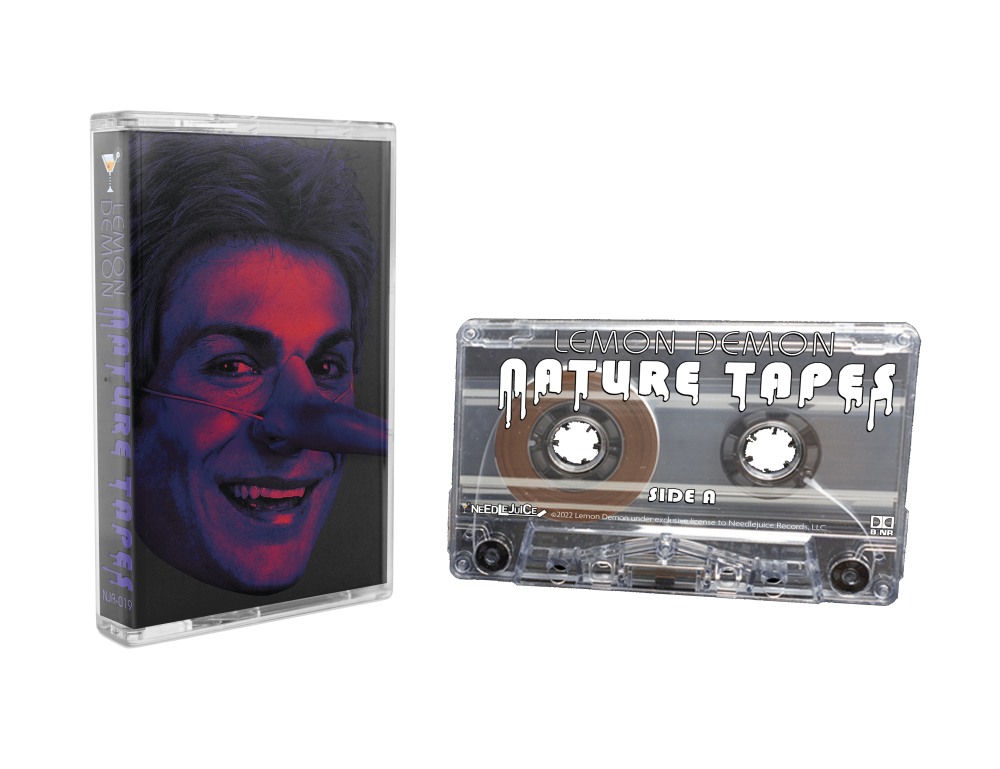 LEMON
DEMON
NATURE TAPES
NJR-019
LEMON DEMON
NATURE TAPES
SIDE A
NEEDLEJUICE
©2022 Lemon Demon under exclusive license to Needlejuice Records, LLC
B NR